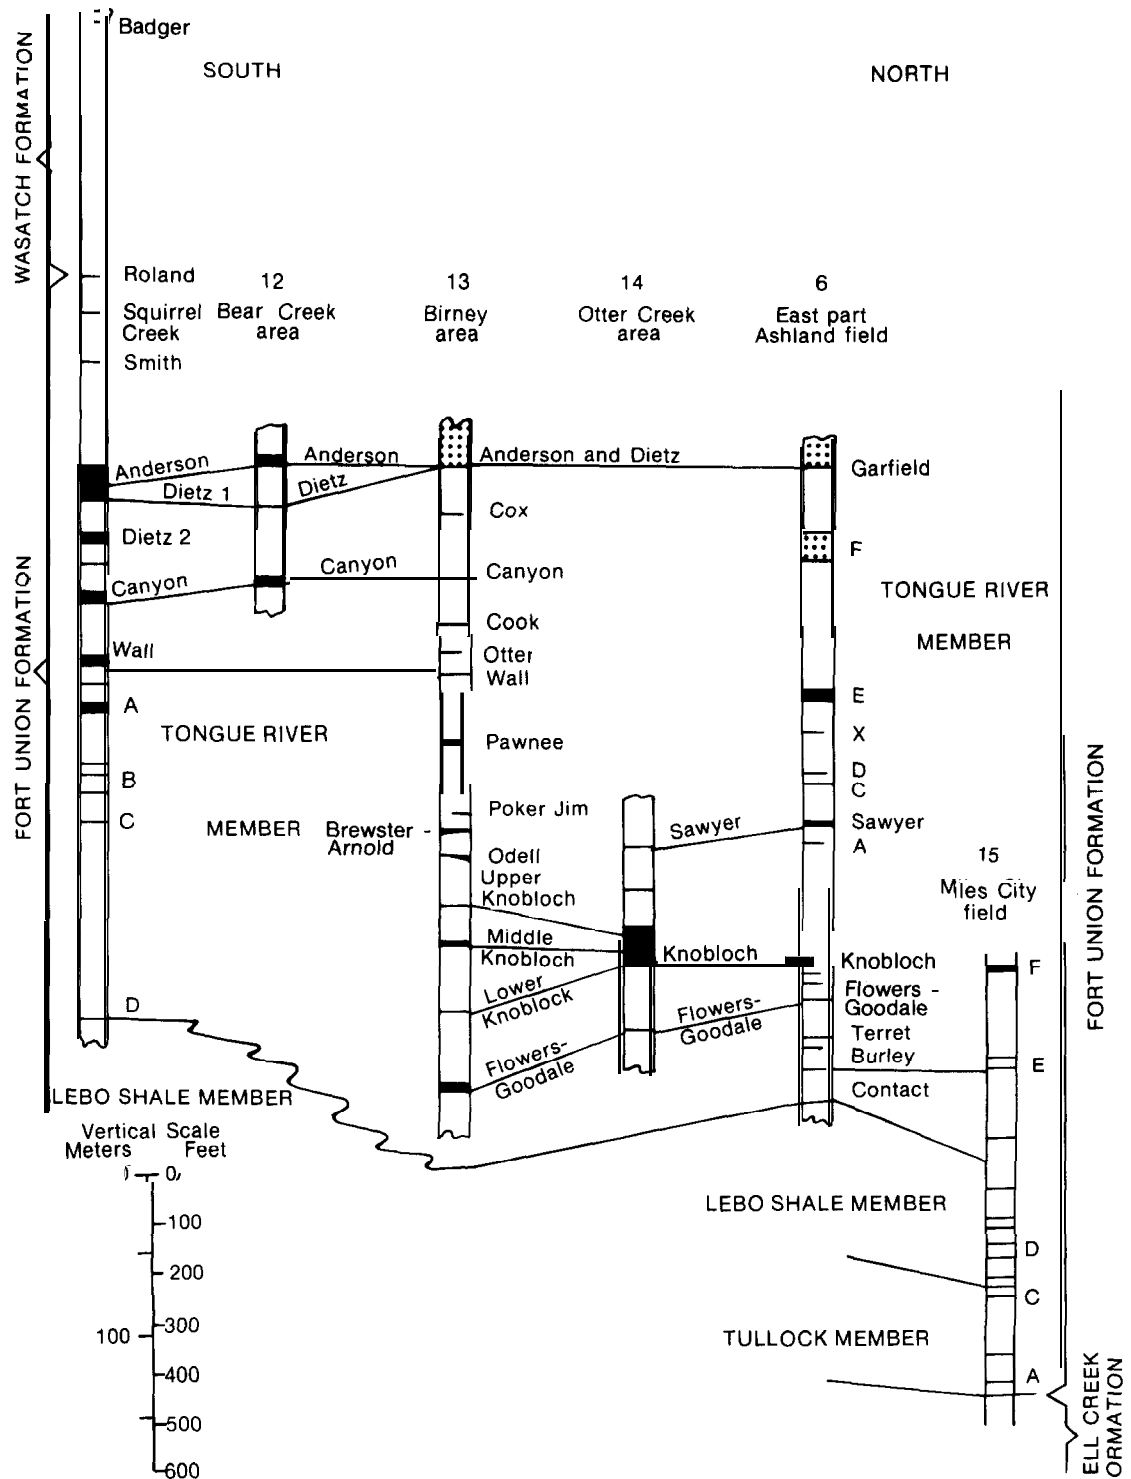 Badger
SOUTH
NORTH
WASATCH FORMATION
Roland
Squirrel
Creek
Smith
12
Bear Creek
area
13
Birney
area
14
Otter Creek
area
6
East part
Ashland field
Anderson
Anderson
Anderson and Dietz
Garfield
Dietz 1
Dietz
Cox
Dietz 2
F
Canyon
Canyon
Canyon
TONGUE RIVER
MEMBER
Cook
Wall
Otter
Wall
FORT UNION FORMATION
A
E
TONGUE RIVER
Pawnee
X
B
D
C
C
MEMBER
Poker Jim
Brewster -
Arnold
Sawyer
Sawyer
A
Odell
Upper
Knobloch
15
Miles City
field
FORT UNION FORMATION
Middle
Knobloch
Knobloch
Knobloch
F
Lower
Knoblock
Flowers-
Goodale
Flowers -
Goodale
D
Terret
Burley
E
Flowers-
Goodale
Contact
LEBO SHALE MEMBER
Vertical Scale
Meters Feet
0
0
100
200
300
100
400
500
600
LEBO SHALE MEMBER
D
C
TULLOCK MEMBER
A
ELL CREEK
ORMATION